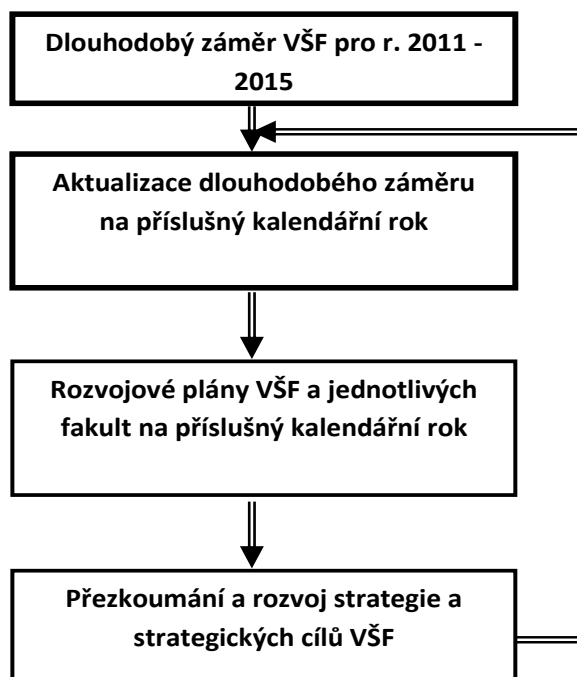 Dlouhodobý záměr VŠF pro r. 2011 -
2015
Aktualizace dlouhodobého záměru
na příslušný kalendářní rok
Rozvojové plány VŠF a jednotlivých
fakult na příslušný kalendářní rok
Přezkoumání a rozvoj strategie a
strategických cílů VŠF